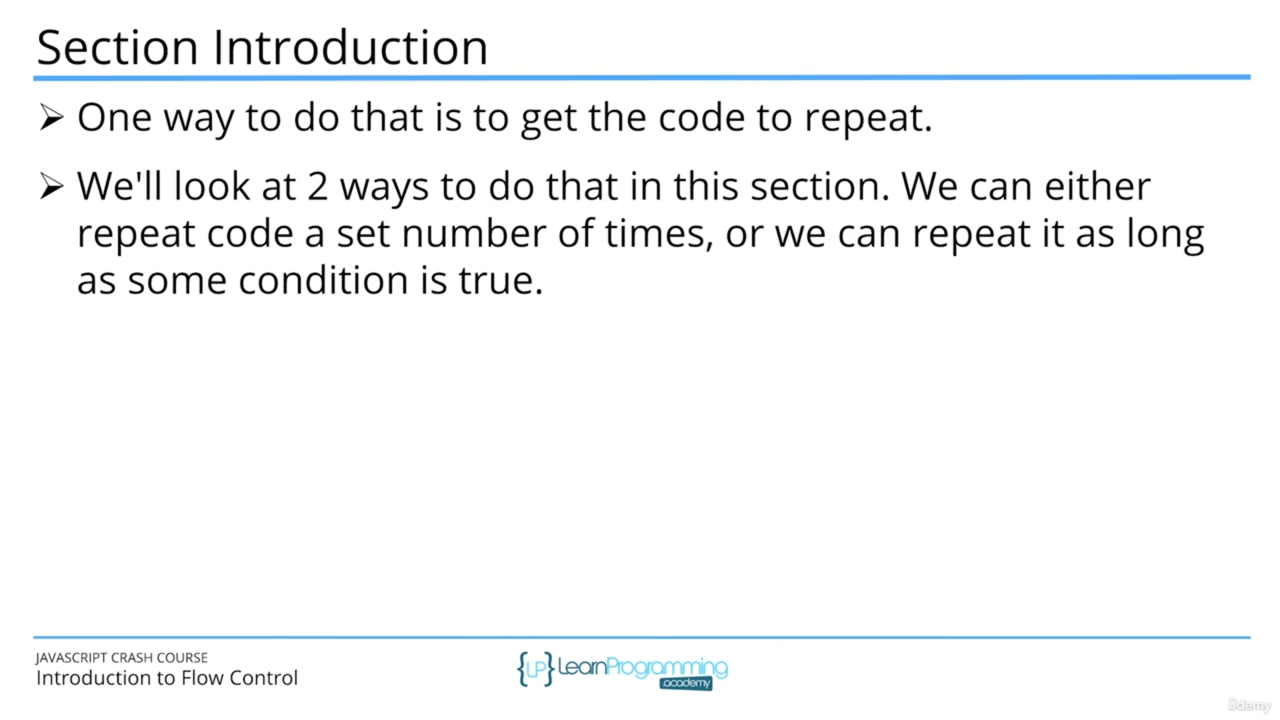 Section Introduction
➢ One way to do that is to get the code to repeat.
➢ We'll look at 2 ways to do that in this section. We can either
repeat code a set number of times, or we can repeat it as long
as some condition is true.
JAVASCRIPT CRASH COURSE
Introduction to Flow Control
{LP} LearnProgramming
.academy
ûdemy